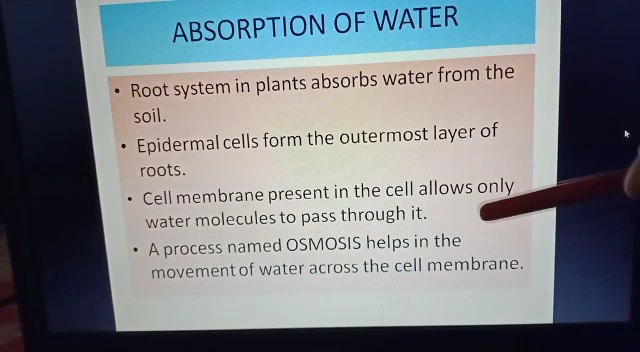 ABSORPTION OF WATER
• Root system in plants absorbs water from the
soil.
• Epidermal cells form the outermost layer of
roots.
• Cell membrane present in the cell allows only
water molecules to pass through it.
• A process named OSMOSIS helps in the
movement of water across the cell membrane.